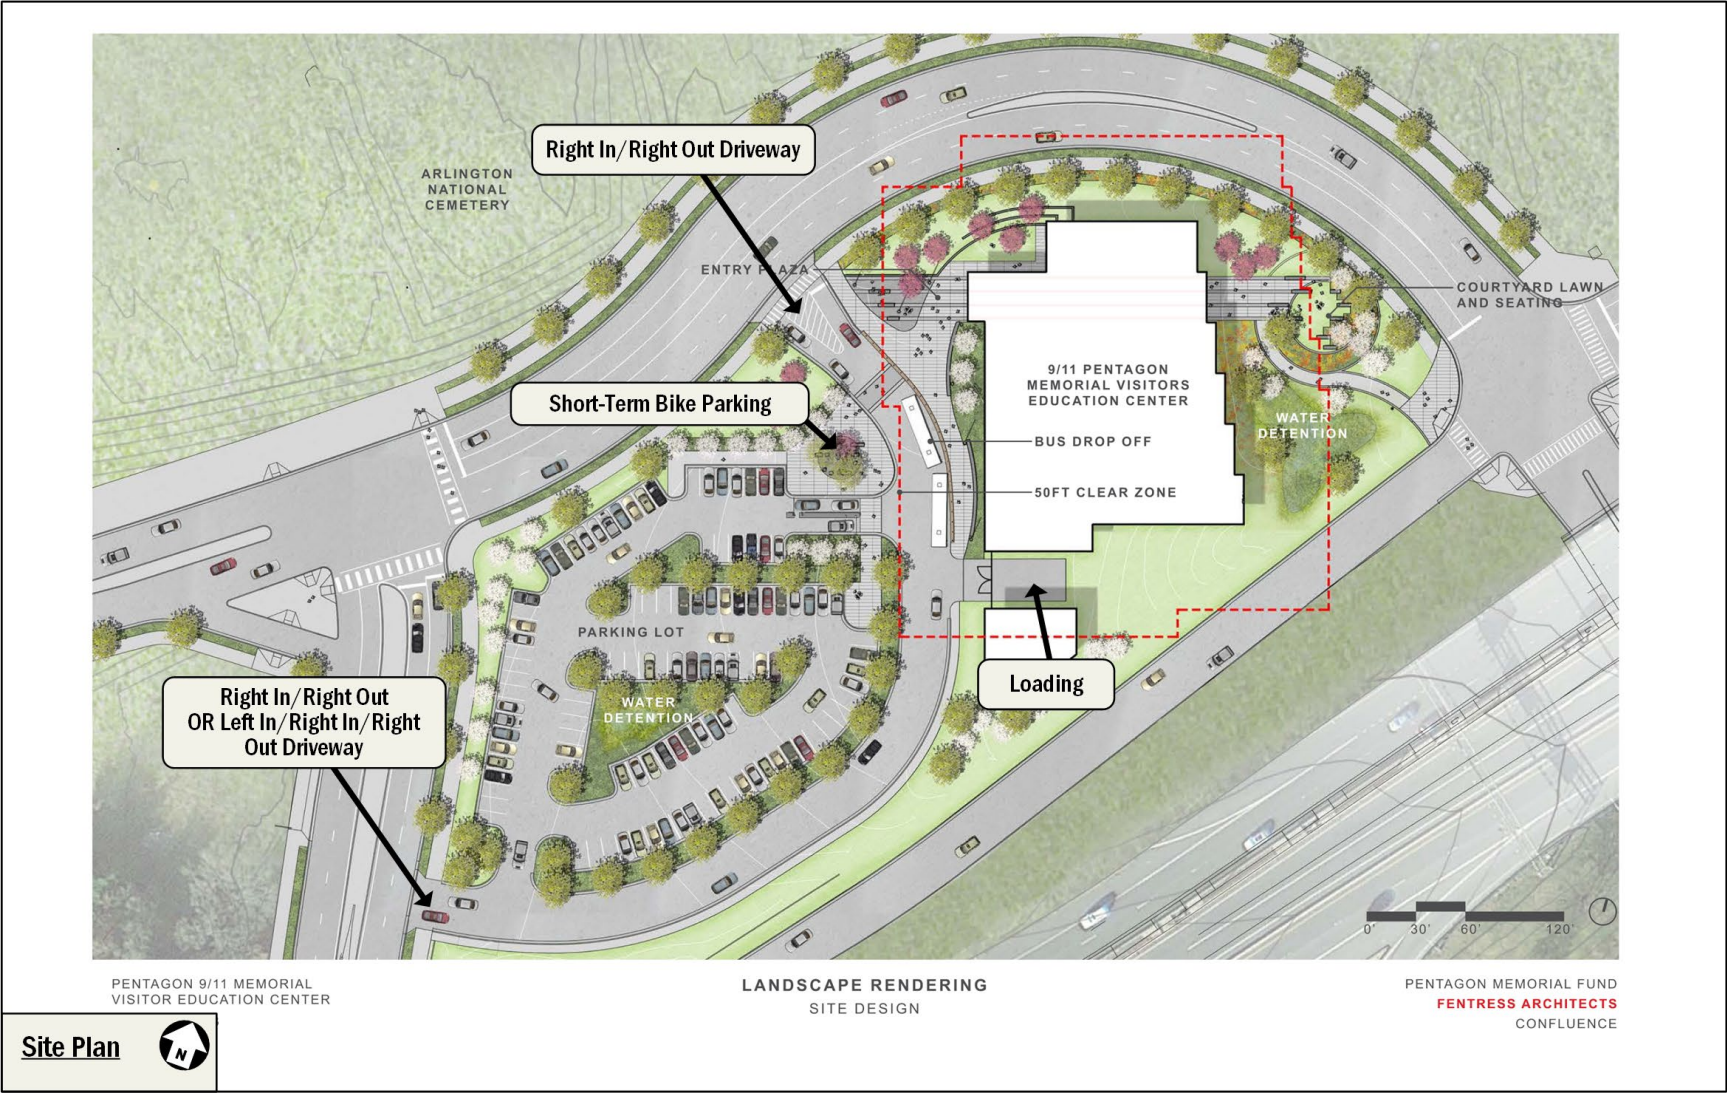 Right In/Right Out Driveway
ARLINGTON
NATIONAL
CEMETERY
ENTRY PLAZA
COURTYARD LAWN
AND SEATING
9/11 PENTAGON
MEMORIAL VISITORS
EDUCATION CENTER
Short-Term Bike Parking
WATER
DETENTION
BUS DROP OFF
50FT CLEAR ZONE
PARKING LOT
Loading
Right In/Right Out
OR Left In/Right In/Right
Out Driveway
WATER
DETENTION
0'
30'
60'
120'
PENTAGON 9/11 MEMORIAL
VISITOR EDUCATION CENTER
LANDSCAPE RENDERING
SITE DESIGN
PENTAGON MEMORIAL FUND
FENTRESS ARCHITECTS
CONFLUENCE
Site Plan
N